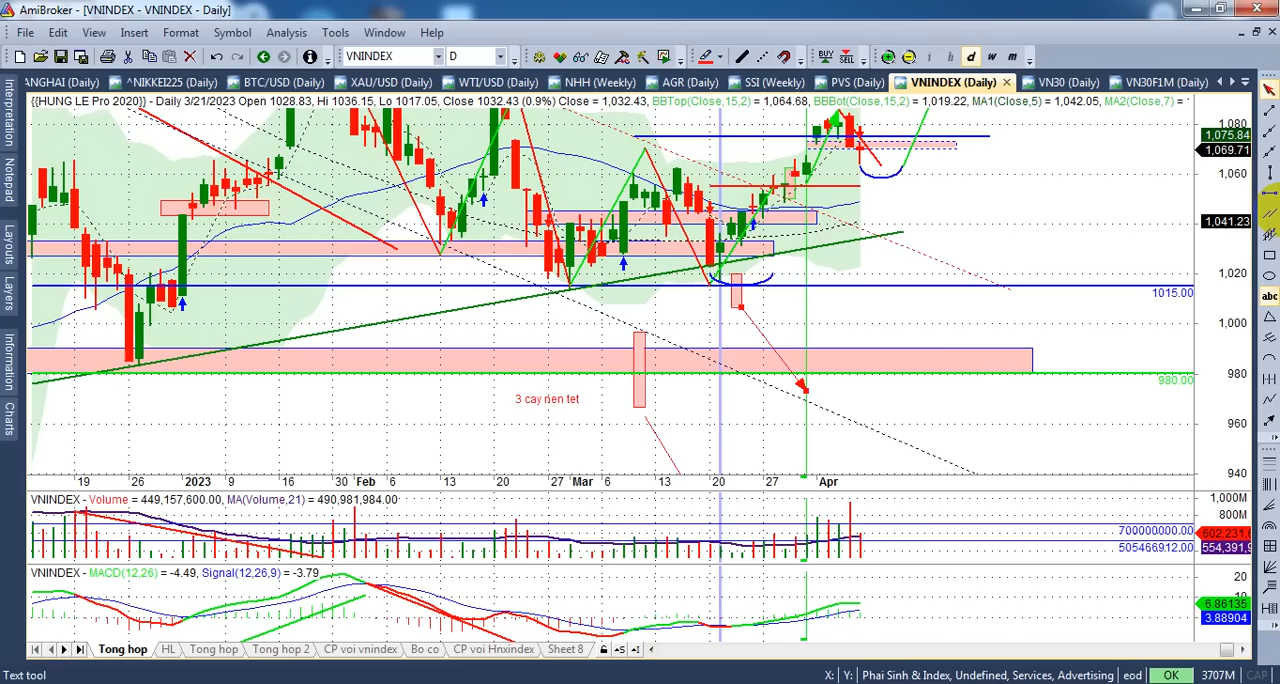 AmiBroker - [VNINDEX - Daily]
File Edit View Insert Format Symbol Analysis Tools Window Help
VNINDEX D BUY SELL i h d w m
ANGHAI (Daily) ^NIKKEI225 (Daily) BTC/USD (Daily) XAU/USD (Daily) WTI/USD (Daily) NHH (Weekly) AGR (Daily) SSI (Weekly) PVS (Daily) VNINDEX (Daily) VN30 (Daily) VN30F1M (Daily)
{{HUNG LE Pro 2020}} - Daily 3/21/2023 Open 1028.83, Hi 1036.15, Lo 1017.05, Close 1032.43 (0.9%) Close = 1,032.43, BBTop(Close,15,2) = 1,064.68, BBBot(Close,15,2) = 1,019.22, MA1(Close,5) = 1,042.05, MA2(Close,7) =
Interpretation
Notepad
Layouts
Layers
Information
Charts
1,080
1,075.84
1,069.71
1,060
1,041.23
1,020
1015.00
1,000
980
980.00
960
940
3 cay nen tet
abc
19 26 2023 9 16 30 Feb 6 13 20 27 Mar 6 13 20 27 Apr
VNINDEX - Volume = 449,157,600.00, MA(Volume,21) = 490,981,984.00
1,000M
800M
700000000.00
602,231,
505466912.00
554,391,
VNINDEX - MACD(12,26) = -4.49, Signal(12,26,9) = -3.79
20
6.86135
3.88904
Tong hop HL Tong hop Tong hop 2 CP voi vnindex Bo co CP voi Hnxindex Sheet 8
Text tool X: Y: Phai Sinh & Index, Undefined, Services, Advertising eod OK 3707M CAP